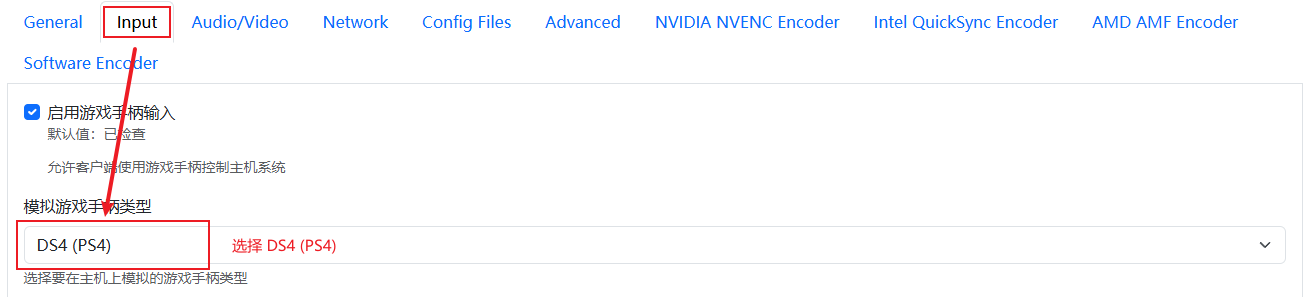 General Input Audio/Video Network Config Files Advanced NVIDIA NVENC Encoder Intel QuickSync Encoder AMD AMF Encoder
Software Encoder
启用游戏手柄输入
默认值：已检查
允许客户端使用游戏手柄控制主机系统
模拟游戏手柄类型
DS4 (PS4) 选择 DS4 (PS4)
选择要在主机上模拟的游戏手柄类型